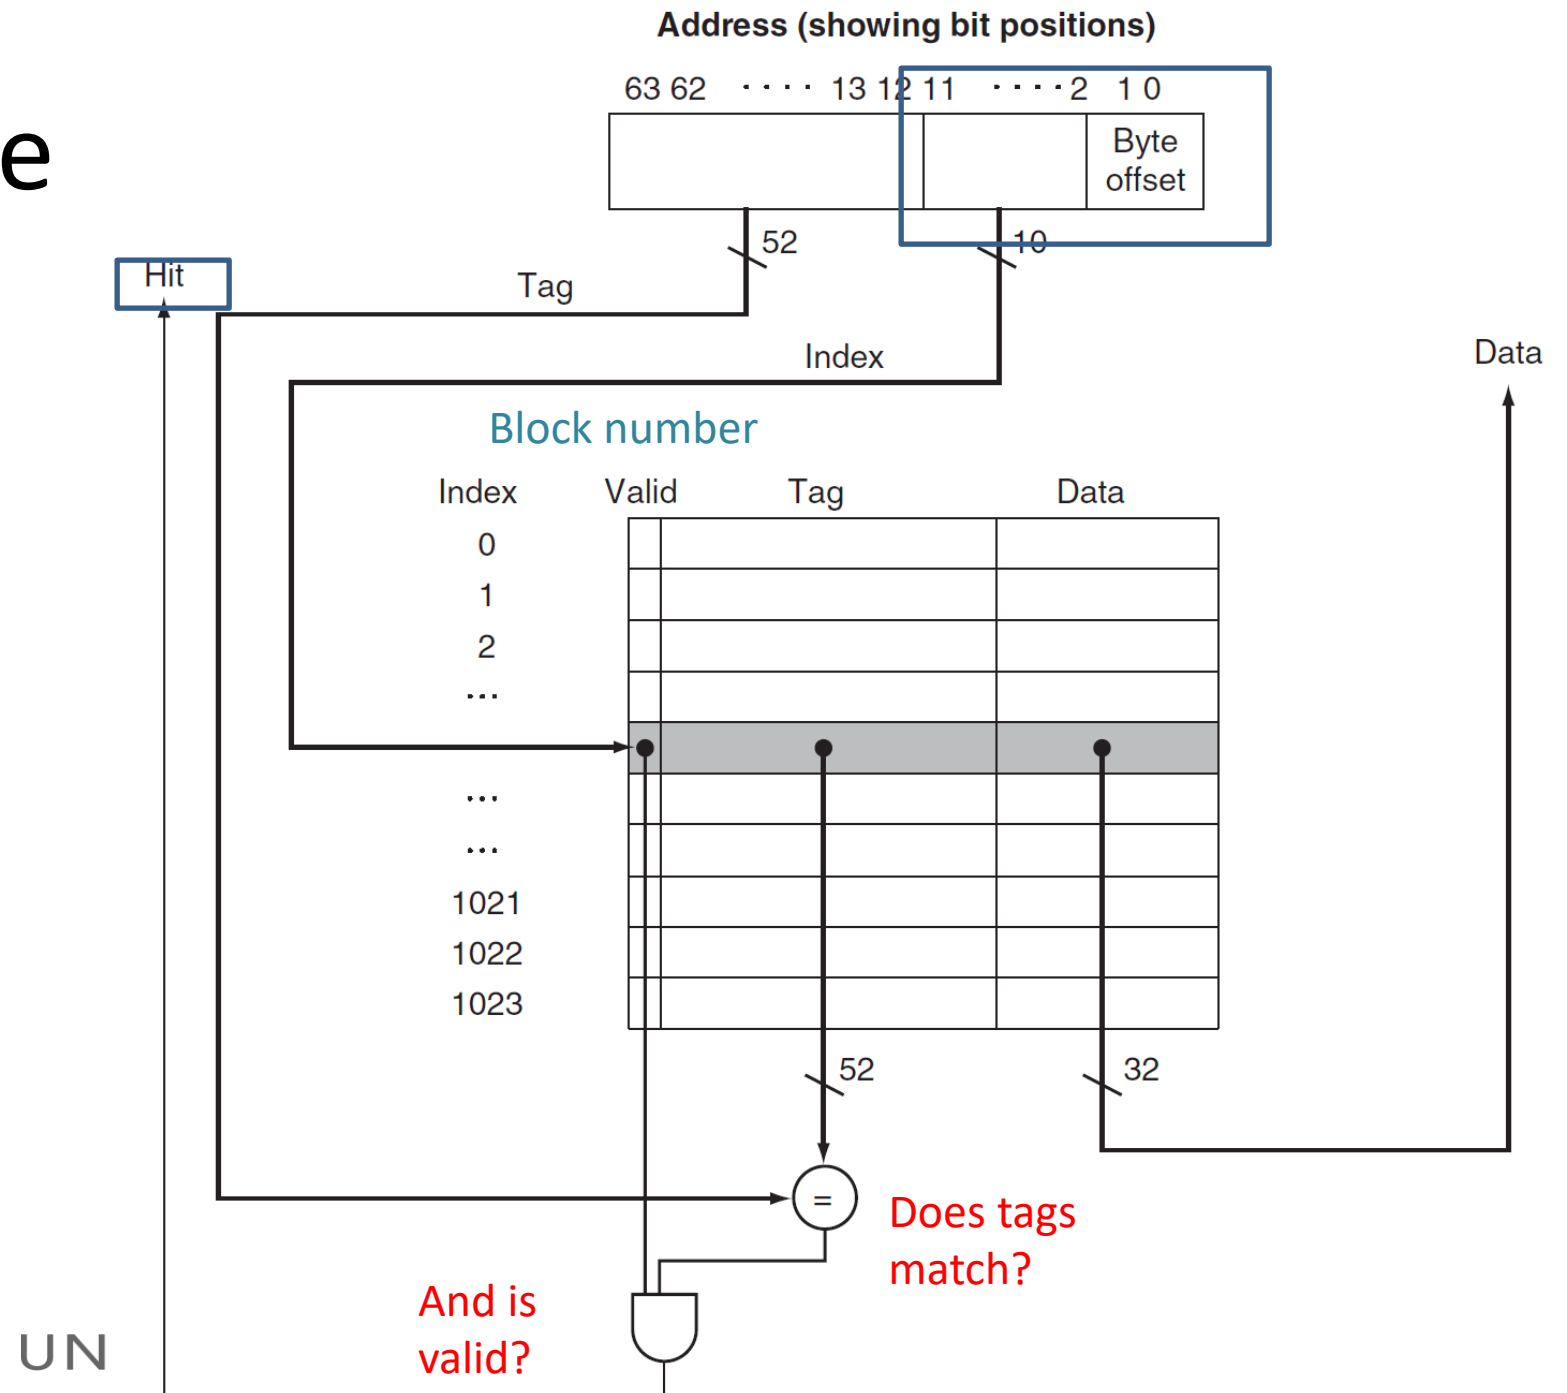 Address (showing bit positions)
63 62 ···· 13 12 11 ···· 2 1 0
e
Byte
offset
52
10
Hit
Tag
Index
Data
Block number
Index Valid Tag Data
0
1
2
...
...
...
1021
1022
1023
52
32
=
Does tags
match?
And is
valid?
UN